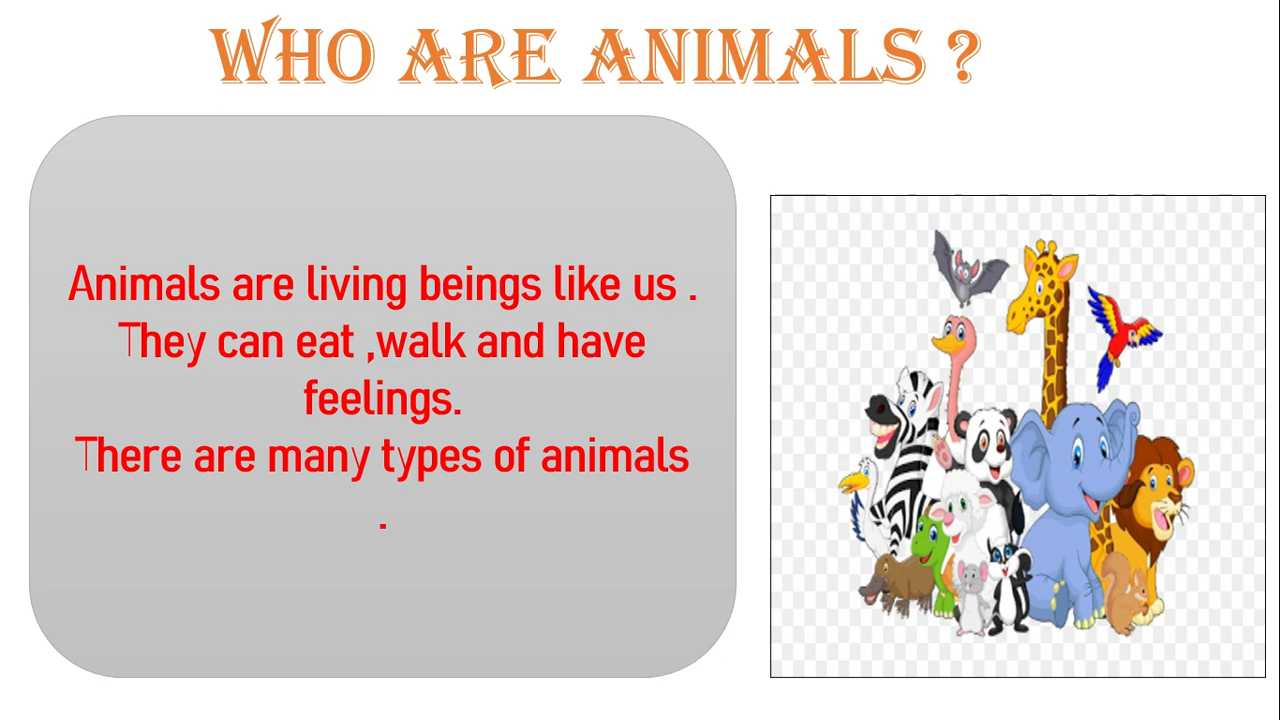 WHO ARE ANIMALS ?
Animals are living beings like us .
They can eat ,walk and have
feelings.
There are many types of animals
.